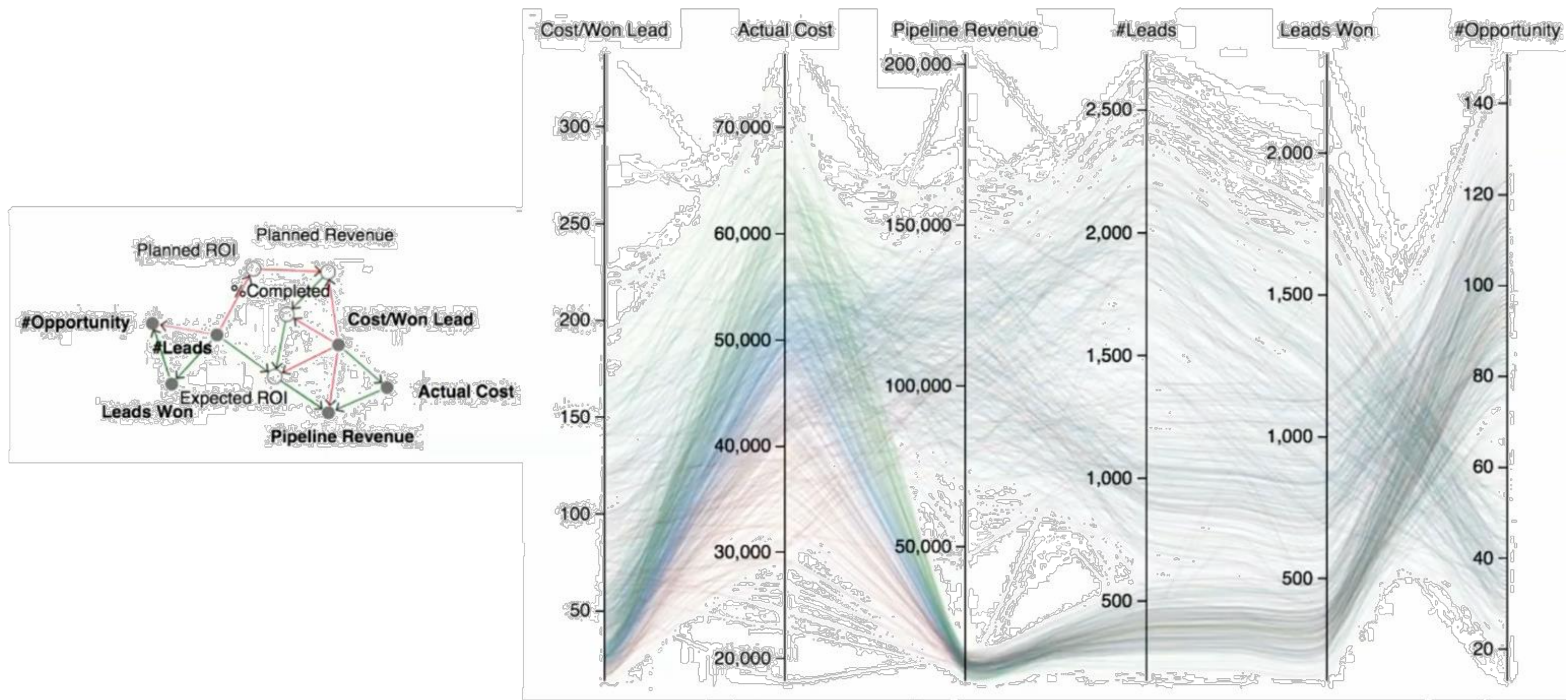 Cost/Won Lead Actual Cost Pipeline Revenue #Leads Leads Won #Opportunity
300
250
200
150
100
50
70,000
60,000
50,000
40,000
30,000
20,000
200,000
150,000
100,000
50,000
2,500
2,000
1,500
1,000
500
2,000
1,500
1,000
500
140
120
100
80
60
40
20
Planned Revenue
Planned ROI
%Completed
#Opportunity
Cost/Won Lead
#Leads
Expected ROI
Actual Cost
Leads Won
Pipeline Revenue